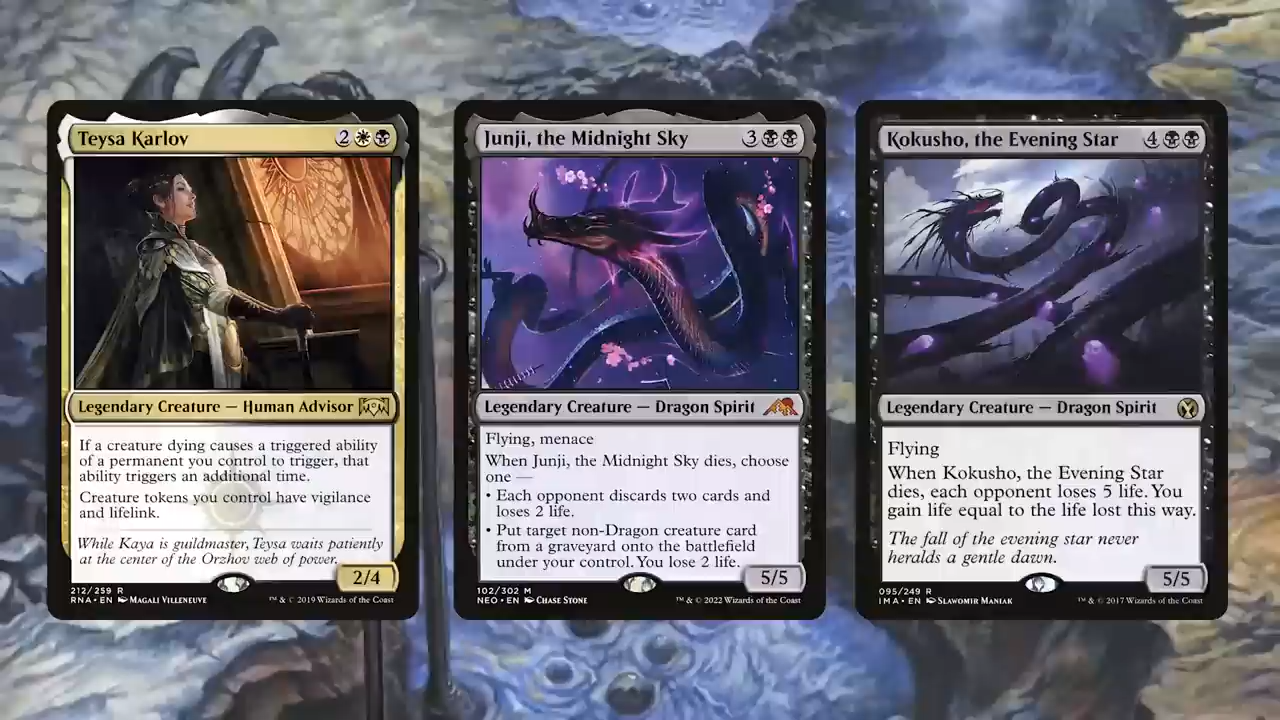 Teysa Karlov 2
Legendary Creature — Human Advisor
If a creature dying causes a triggered ability
of a permanent you control to trigger, that
ability triggers an additional time.
Creature tokens you control have vigilance
and lifelink.
While Kaya is guildmaster, Teysa waits patiently
at the center of the Orzhov web of power.
2/4
212/259 R
RNA • EN Magali Villeneuve
™ & © 2019 Wizards of the Coast
Junji, the Midnight Sky 3
Legendary Creature — Dragon Spirit
Flying, menace
When Junji, the Midnight Sky dies, choose
one —
• Each opponent discards two cards and
loses 2 life.
• Put target non-Dragon creature card
from a graveyard onto the battlefield
under your control. You lose 2 life.
5/5
102/302 M
NEO • EN Chase Stone
™ & © 2022 Wizards of the Coast
Kokusho, the Evening Star 4
Legendary Creature — Dragon Spirit
Flying
When Kokusho, the Evening Star
dies, each opponent loses 5 life. You
gain life equal to the life lost this way.
The fall of the evening star never
heralds a gentle dawn.
5/5
095/249 R
IMA • EN Slawomir Maniak
™ & © 2017 Wizards of the Coast